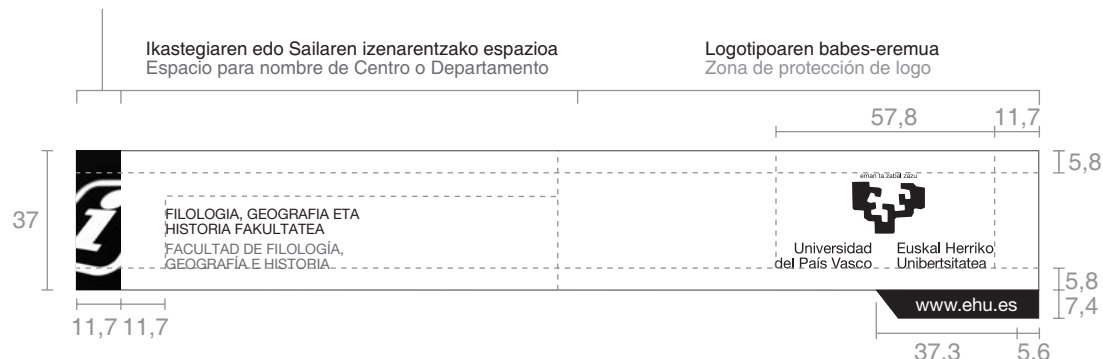 Ikastegiaren edo Sailaren izenarentzako espazioa
Espacio para nombre de Centro o Departamento
Logotipoaren babes-eremua
Zona de protección de logo
57,8
11,7
5,8
37
i
eman ta zabal zazu
FILOLOGIA, GEOGRAFIA ETA
HISTORIA FAKULTATEA
FACULTAD DE FILOLOGÍA,
GEOGRAFÍA E HISTORIA
Universidad
del País Vasco
Euskal Herriko
Unibertsitatea
5,8
7,4
www.ehu.es
11,7
11,7
37,3
5,6